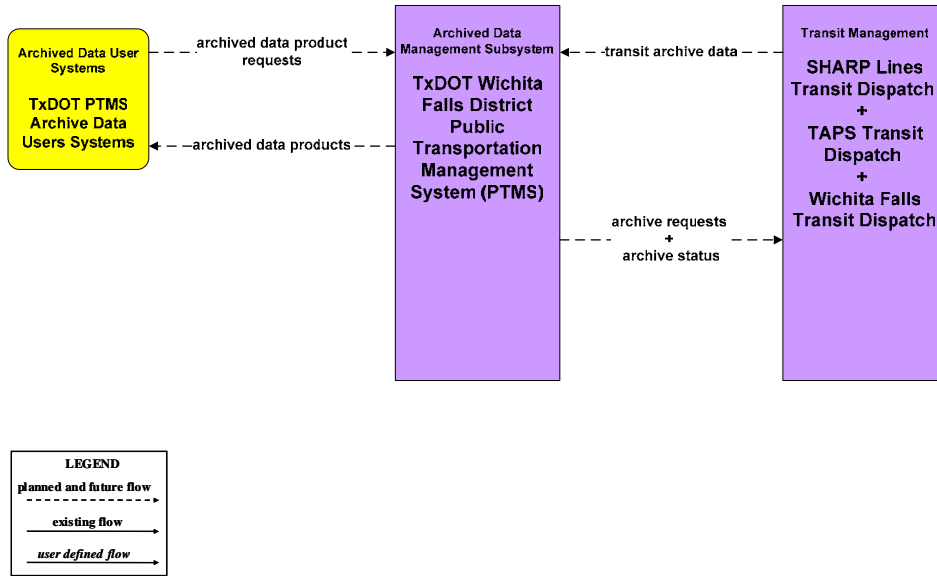 Archived Data User
Systems
TxDOT PTMS
Archive Data
Users Systems
archived data product
requests
archived data products
Archived Data
Management Subsystem
TxDOT Wichita
Falls District
Public
Transportation
Management
System (PTMS)
transit archive data
archive requests
+
archive status
Transit Management
SHARP Lines
Transit Dispatch
+
TAPS Transit
Dispatch
+
Wichita Falls
Transit Dispatch
LEGEND
planned and future flow
existing flow
user defined flow